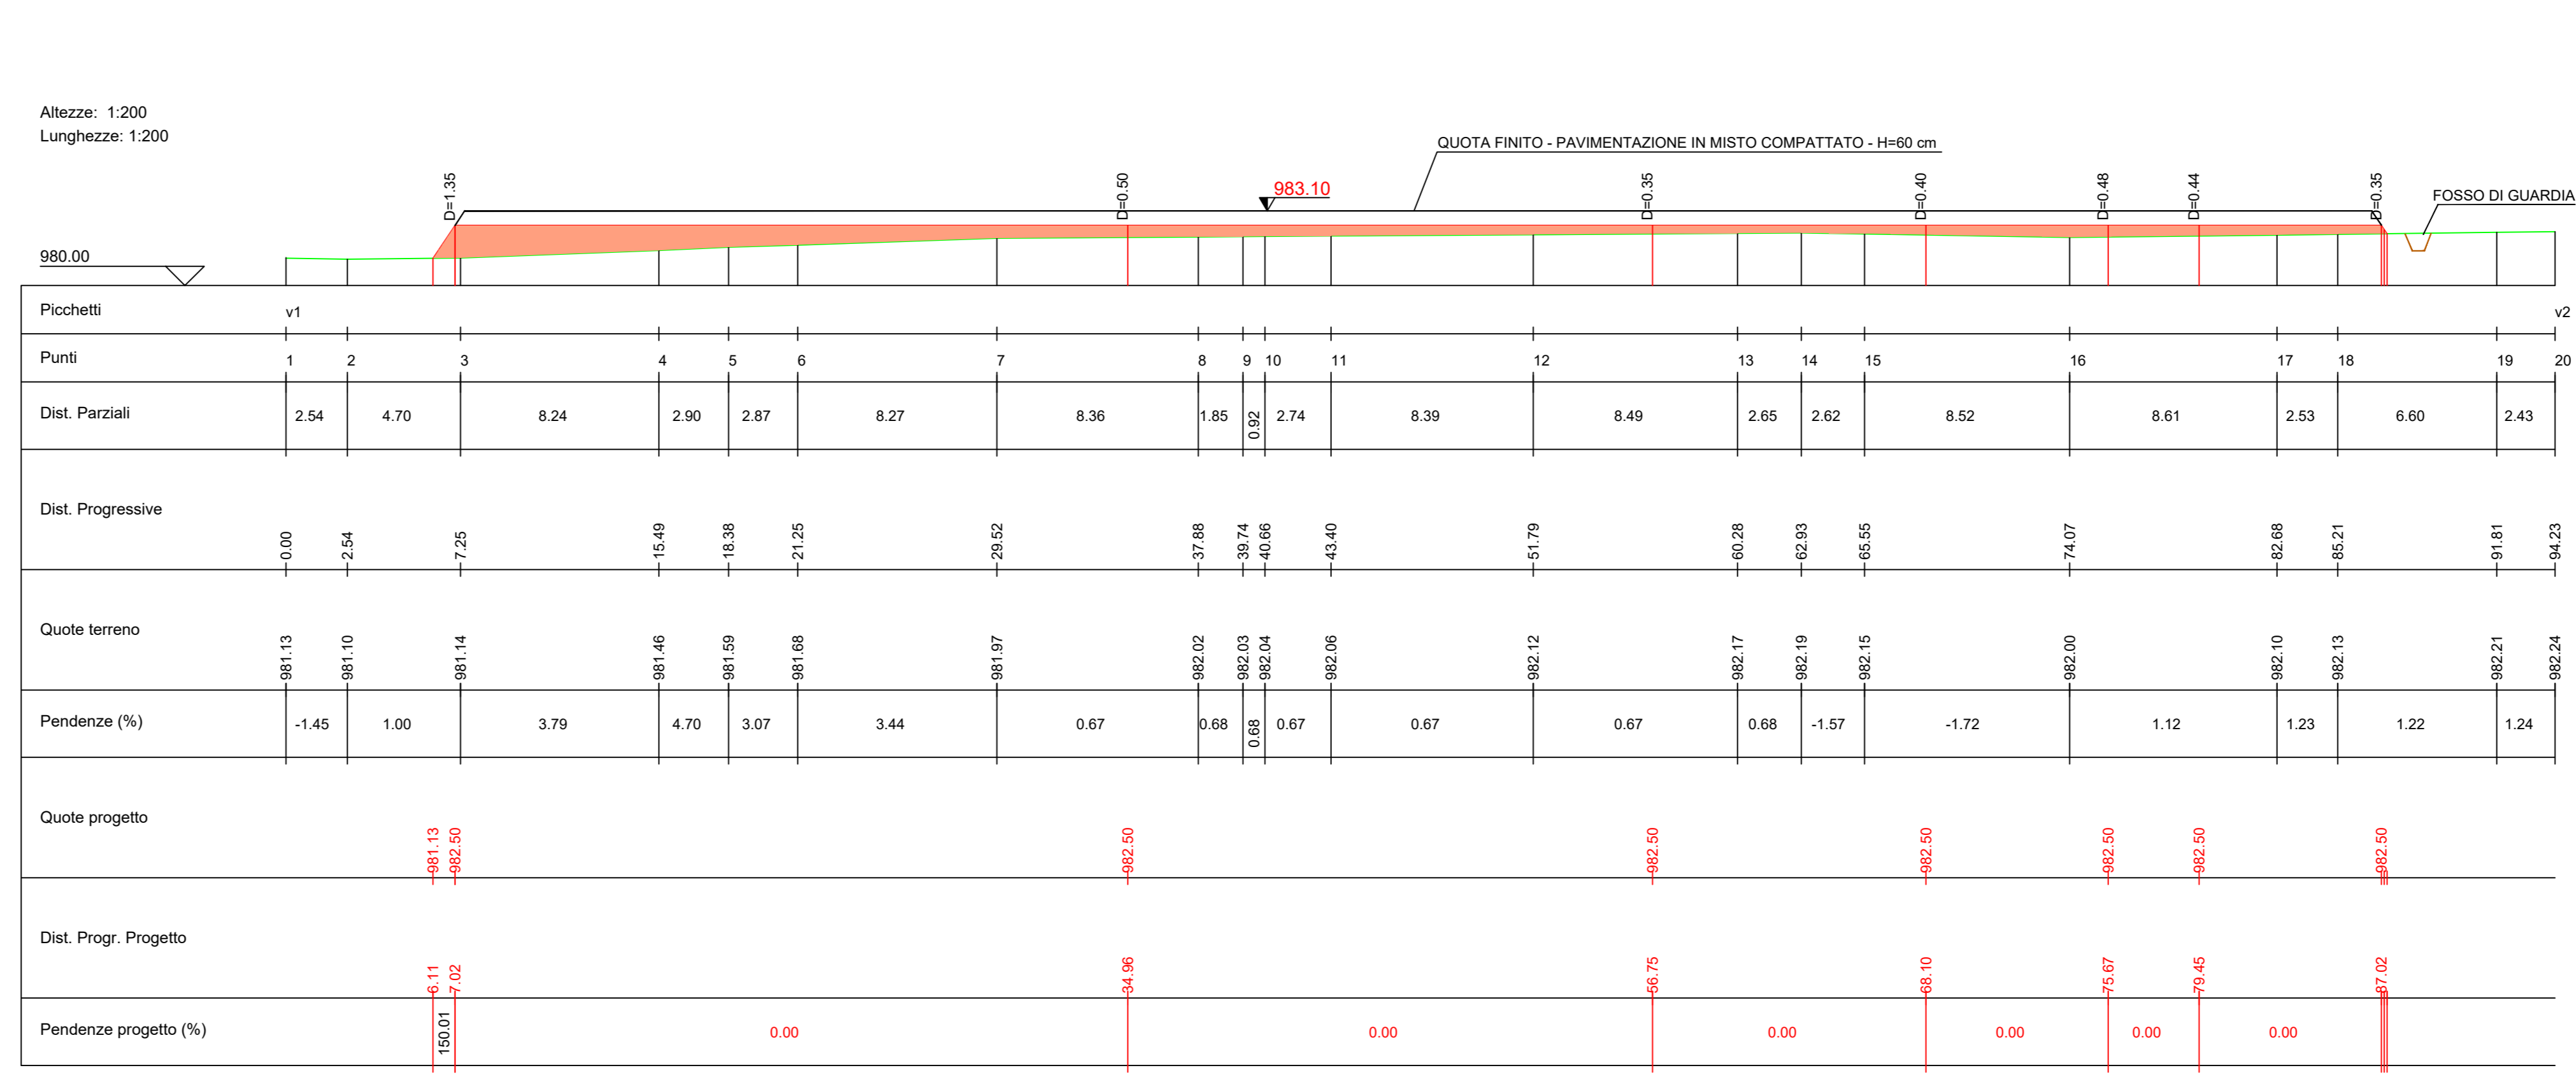 Altezze: 1:200
Lunghezze: 1:200
QUOTA FINITO - PAVIMENTAZIONE IN MISTO COMPATTATO - H=60 cm
D=1.35 D=0.50 983.10 D=0.35 D=0.40 D=0.48 D=0.44 D=0.35
FOSSO DI GUARDIA
980.00
Picchetti v1 v2
Punti 1 2 3 4 5 6 7 8 9 10 11 12 13 14 15 16 17 18 19 20
Dist. Parziali 2.54 4.70 8.24 2.90 2.87 8.27 8.36 1.85 0.92 2.74 8.39 8.49 2.65 2.62 8.52 8.61 2.53 6.60 2.43
Dist. Progressive 0.00 2.54 7.25 15.49 18.38 21.25 29.52 37.88 39.74 40.66 43.40 51.79 60.28 62.93 65.55 74.07 82.68 85.21 91.81 94.23
Quote terreno 981.13 981.10 981.14 981.46 981.59 981.68 981.97 982.02 982.03 982.04 982.06 982.12 982.17 982.19 982.15 982.00 982.10 982.13 982.21 982.24
Pendenze (%) -1.45 1.00 3.79 4.70 3.07 3.44 0.67 0.68 0.68 0.67 0.67 0.67 0.68 -1.57 -1.72 1.12 1.23 1.22 1.24
Quote progetto 981.13 982.50 982.50 982.50 982.50 982.50 982.50 982.50
Dist. Progr. Progetto 6.11 7.02 34.96 56.75 68.10 75.67 79.45 87.02
Pendenze progetto (%) 150.01 0.00 0.00 0.00 0.00 0.00 0.00